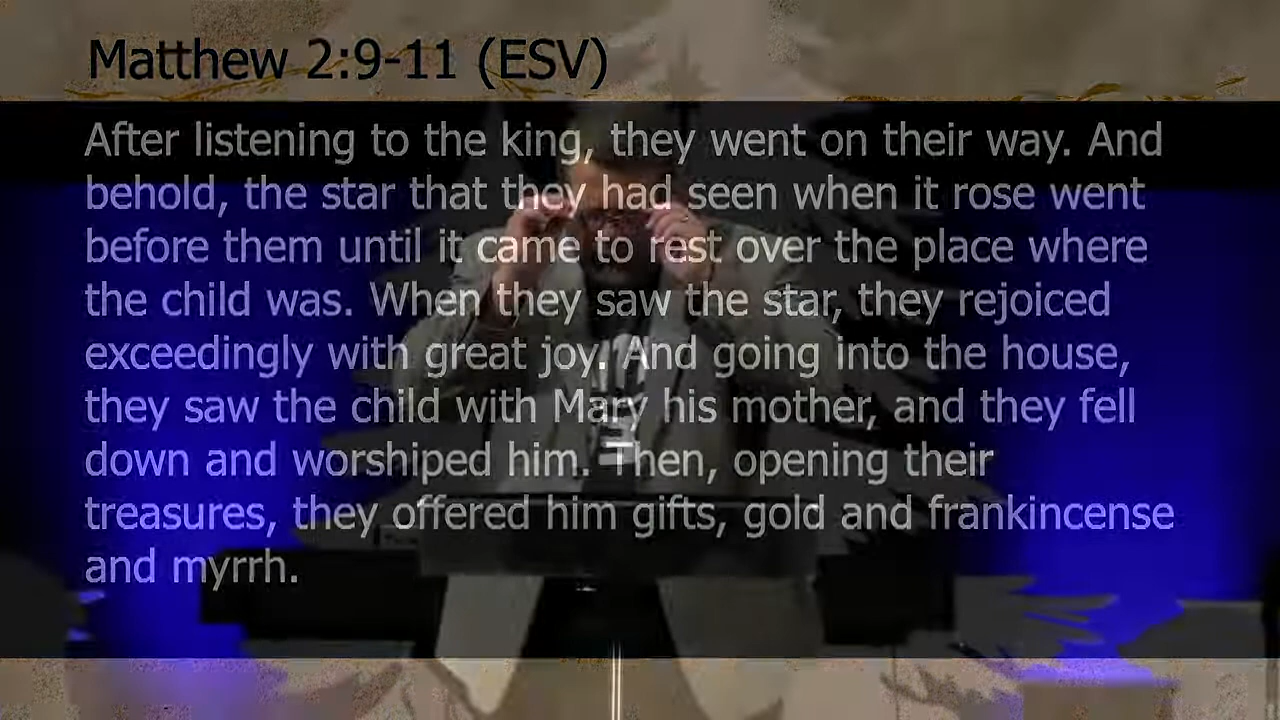 Matthew 2:9-11 (ESV)
After listening to the king, they went on their way. And
behold, the star that they had seen when it rose went
before them until it came to rest over the place where
the child was. When they saw the star, they rejoiced
exceedingly with great joy. And going into the house,
they saw the child with Mary his mother, and they fell
down and worshiped him. Then, opening their
treasures, they offered him gifts, gold and frankincense
and myrrh.